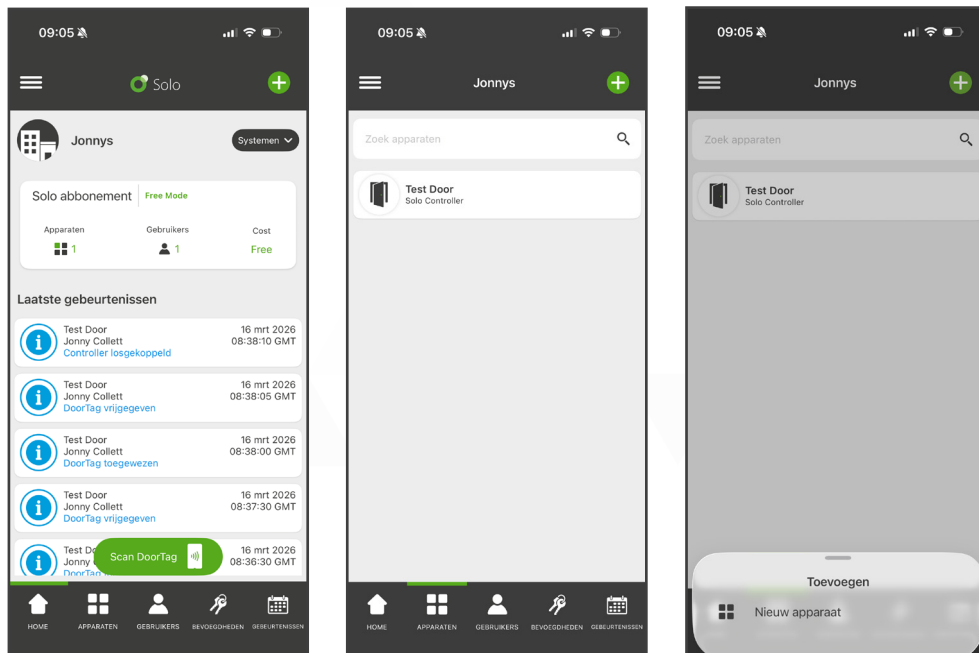 09:05
Solo
Jonnys
Systemen
Solo abbonement
Free Mode
Apparaten
Gebruikers
Cost
1
1
Free
Laatste gebeurtenissen
Test Door
16 mrt 2026
Jonny Collett
08:38:10 GMT
Controller losgekoppeld
Test Door
16 mrt 2026
Jonny Collett
08:38:05 GMT
DoorTag vrijgegeven
Test Door
16 mrt 2026
Jonny Collett
08:38:00 GMT
DoorTag toegewezen
Test Door
16 mrt 2026
Jonny Collett
08:37:30 GMT
DoorTag vrijgegeven
Test
16 mrt 2026
Jonny
08:36:30 GMT
DoorTag
Scan DoorTag
HOME
APPARATEN
GEBRUIKERS
BEVOEGDHEDEN
GEBEURTENISSEN
09:05
Jonnys
Zoek apparaten
Test Door
Solo Controller
HOME
APPARATEN
GEBRUIKERS
BEVOEGDHEDEN
GEBEURTENISSEN
09:05
Jonnys
Zoek apparaten
Test Door
Solo Controller
Toevoegen
Nieuw apparaat